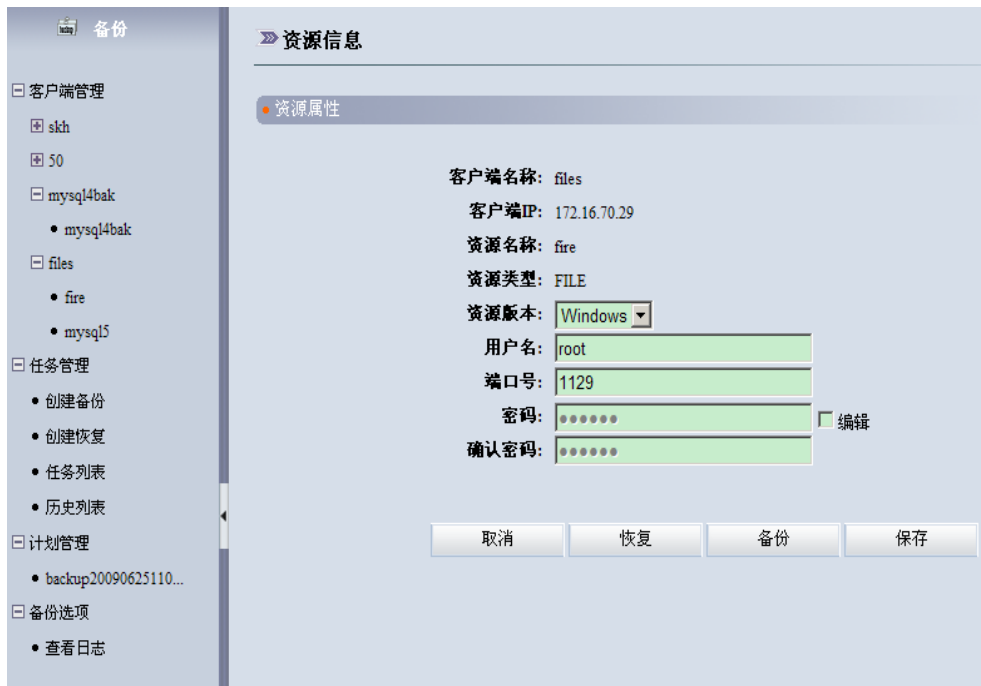 备份
客户端管理
skh
50
mysql4bak
mysql4bak
files
fire
mysql5
任务管理
创建备份
创建恢复
任务列表
历史列表
计划管理
backup20090625110...
备份选项
查看日志
资源信息
资源属性
客户端名称: files
客户端IP: 172.16.70.29
资源名称: fire
资源类型: FILE
资源版本: Windows
用户名: root
端口号: 1129
密码: ●●●●●● 编辑
确认密码: ●●●●●●
取消 恢复 备份 保存